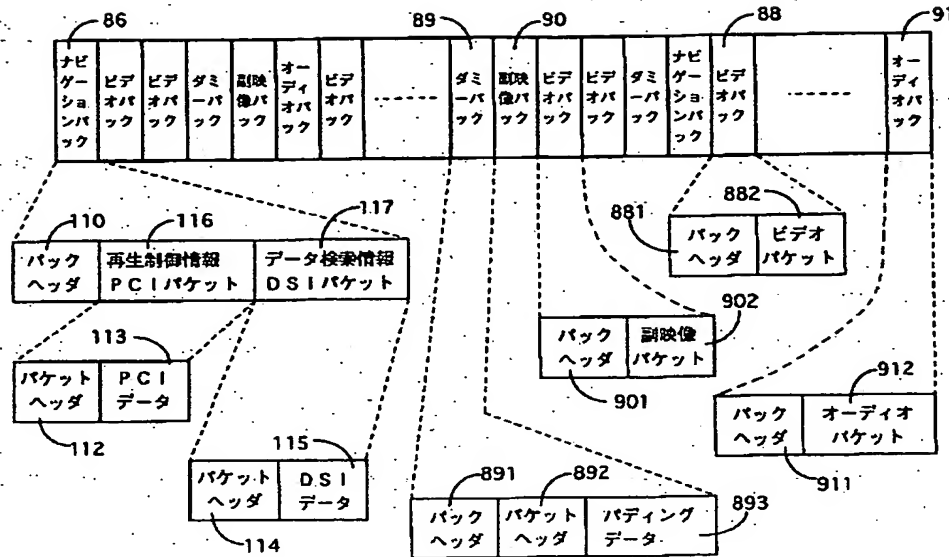 86
89
90
88
91
ナビゲーションパック
ビデオパック
ビデオパック
ダミーパック
副映像パック
オーディオパック
ビデオパック
ダミーパック
副映像パック
ビデオパック
ビデオパック
ダミーパック
ナビゲーションパック
ビデオパック
オーディオパック
110
116
117
パックヘッダ
再生制御情報
PCIパケット
データ検索情報
DSIパケット
881
882
パックヘッダ
ビデオパケット
113
パケットヘッダ
PCIデータ
112
902
パックヘッダ
副映像パケット
901
912
パックヘッダ
オーディオパケット
911
115
パケットヘッダ
DSIデータ
114
891
892
パックヘッダ
パケットヘッダ
パディングデータ
893